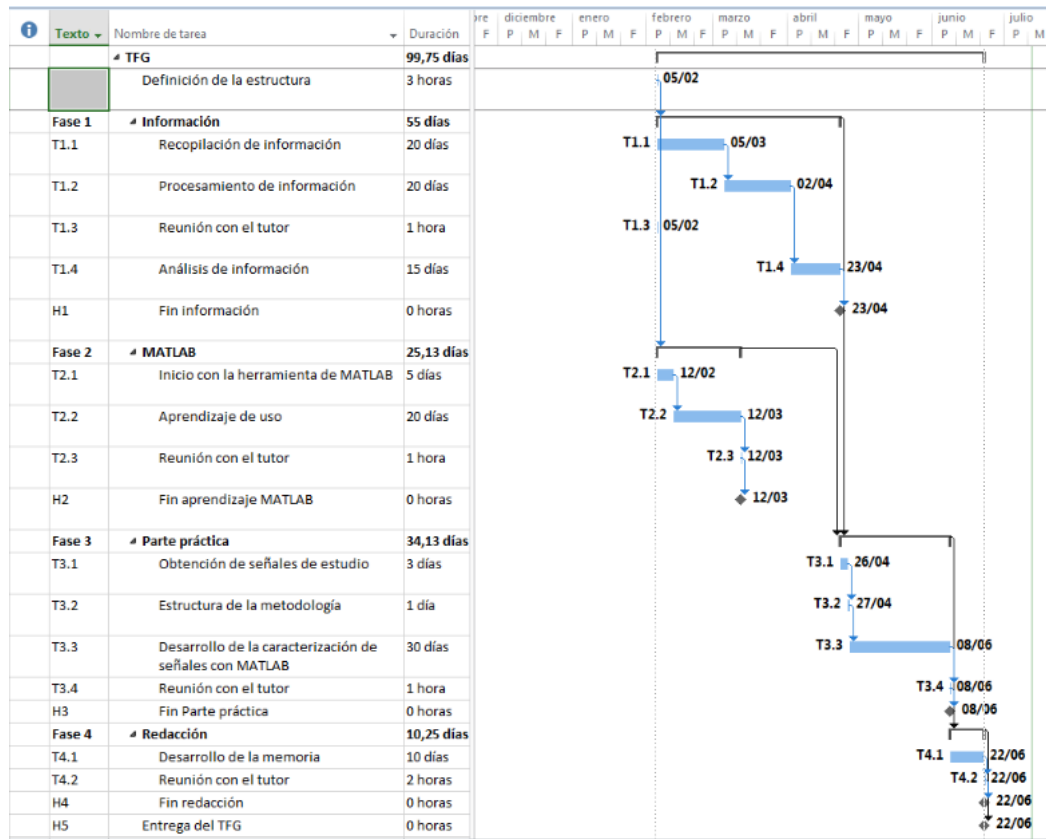 bre diciembre enero febrero marzo abril mayo junio julio
Texto Nombre de tarea Duración F P M F P M F P M F P M F P M F P M F P M F P M
TFG 99,75 días
Definición de la estructura 3 horas 05/02
Fase 1 Información 55 días
T1.1 Recopilación de información 20 días T1.1 05/03
T1.2 Procesamiento de información 20 días T1.2 02/04
T1.3 Reunión con el tutor 1 hora T1.3 05/02
T1.4 Análisis de información 15 días T1.4 23/04
H1 Fin información 0 horas 23/04
Fase 2 MATLAB 25,13 días
T2.1 Inicio con la herramienta de MATLAB 5 días T2.1 12/02
T2.2 Aprendizaje de uso 20 días T2.2 12/03
T2.3 Reunión con el tutor 1 hora T2.3 12/03
H2 Fin aprendizaje MATLAB 0 horas 12/03
Fase 3 Parte práctica 34,13 días
T3.1 Obtención de señales de estudio 3 días T3.1 26/04
T3.2 Estructura de la metodología 1 día T3.2 27/04
T3.3 Desarrollo de la caracterización de 30 días T3.3 08/06
señales con MATLAB
T3.4 Reunión con el tutor 1 hora T3.4 08/06
H3 Fin Parte práctica 0 horas 08/06
Fase 4 Redacción 10,25 días
T4.1 Desarrollo de la memoria 10 días T4.1 22/06
T4.2 Reunión con el tutor 2 horas T4.2 22/06
H4 Fin redacción 0 horas 22/06
H5 Entrega del TFG 0 horas 22/06